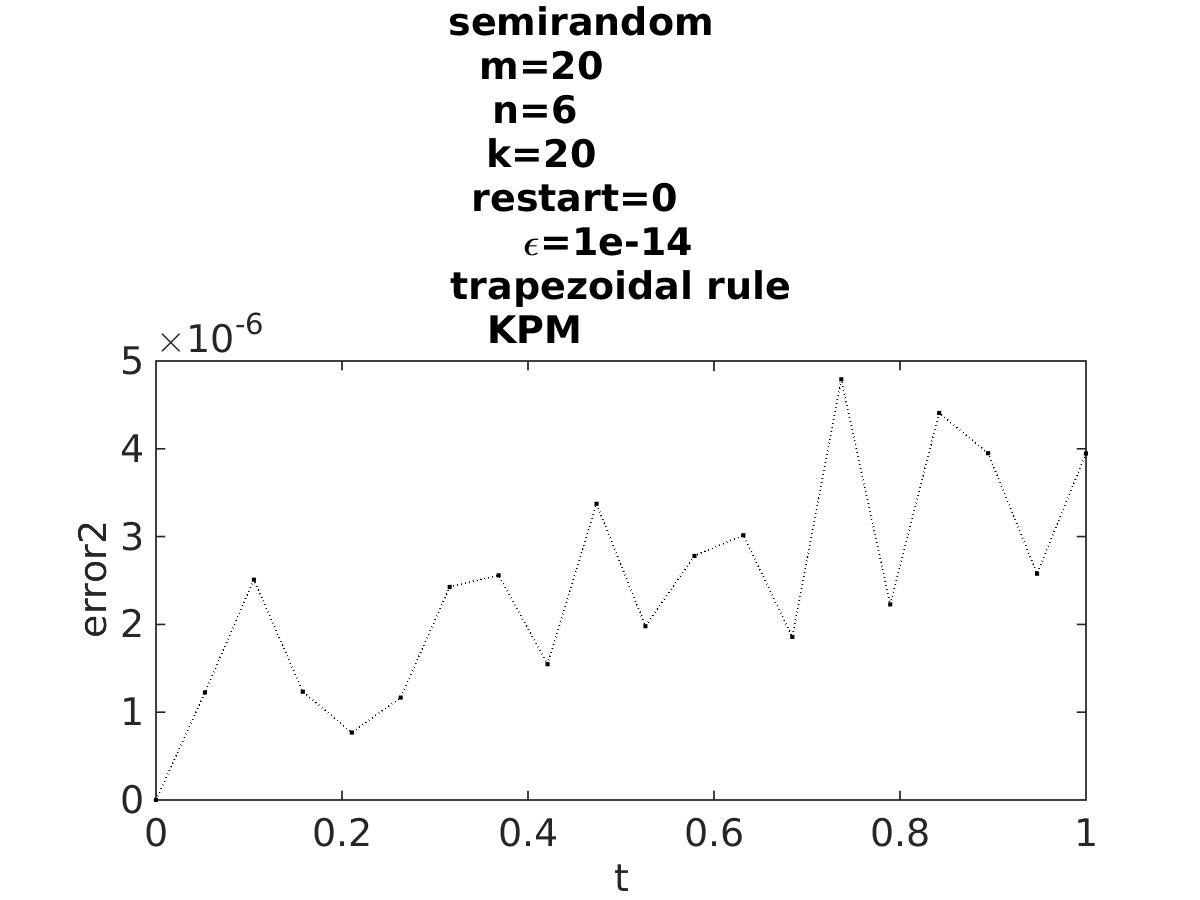 semirandom
m=20
n=6
k=20
restart=0
ϵ=1e-14
trapezoidal rule
KPM
×10-6
5
4
3
2
1
0
error2
0 0.2 0.4 0.6 0.8 1
t